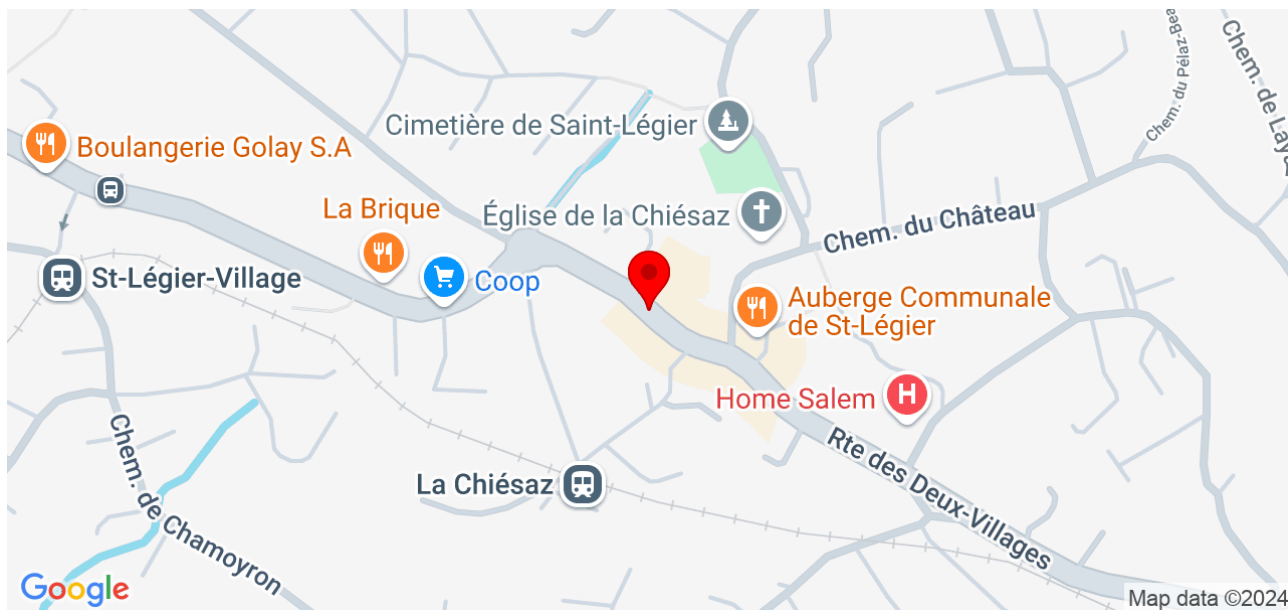 Chem. du Pélaz-Bea
Chem. de Lay
Cimetière de Saint-Légier
Boulangerie Golay S.A
La Brique
Église de la Chiésaz
Chem. du Château
St-Légier-Village
Coop
Auberge Communale
de St-Légier
Home Salem
H
Rte des Deux-Villages
La Chiésaz
Chem. de Chamoyron
Google
Map data ©2024